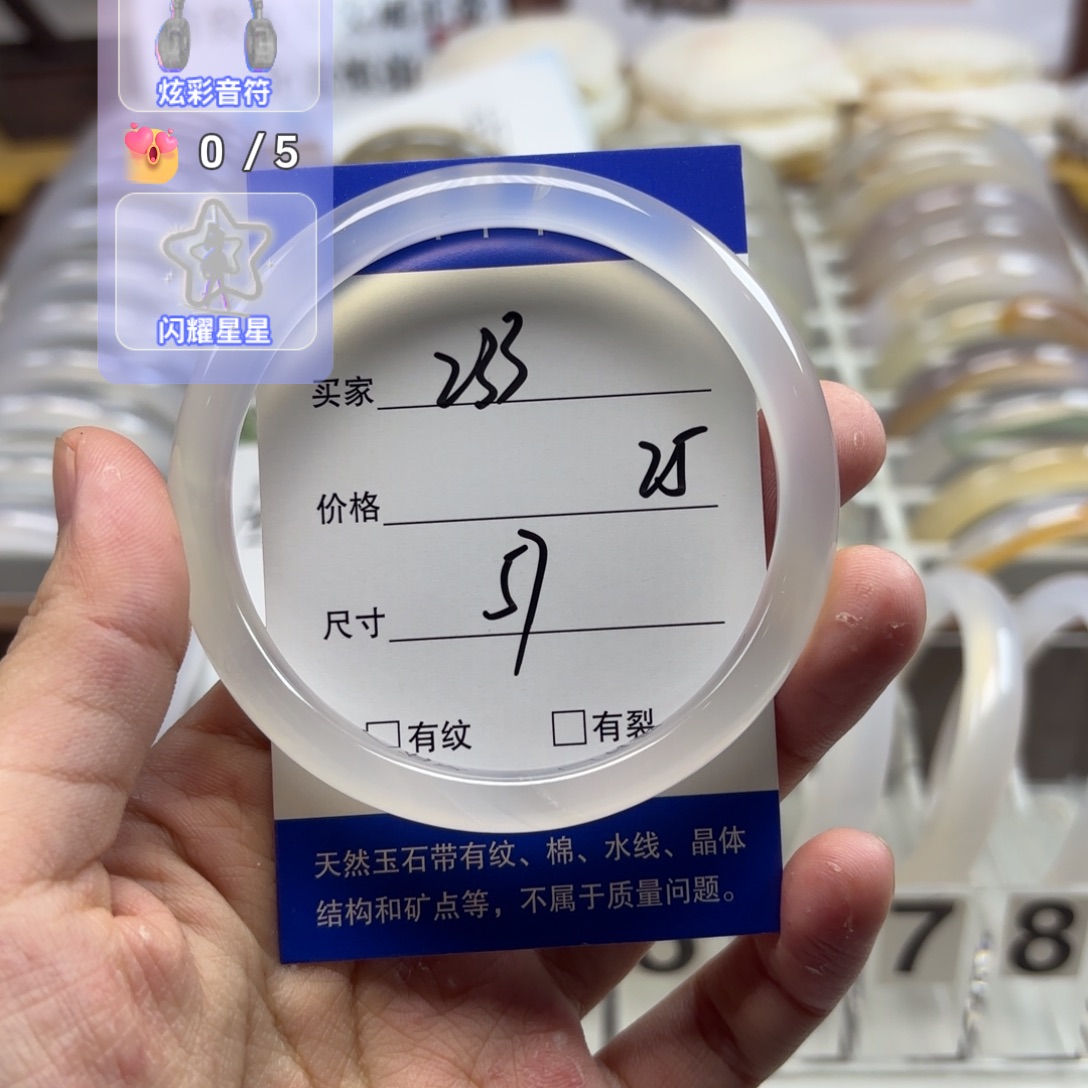 炫彩音符
0 / 5
闪耀星星
买家 253
价格 25
尺寸 57
□有纹 □有裂
天然玉石带有纹、棉、水线、晶体
结构和矿点等，不属于质量问题。
7 8